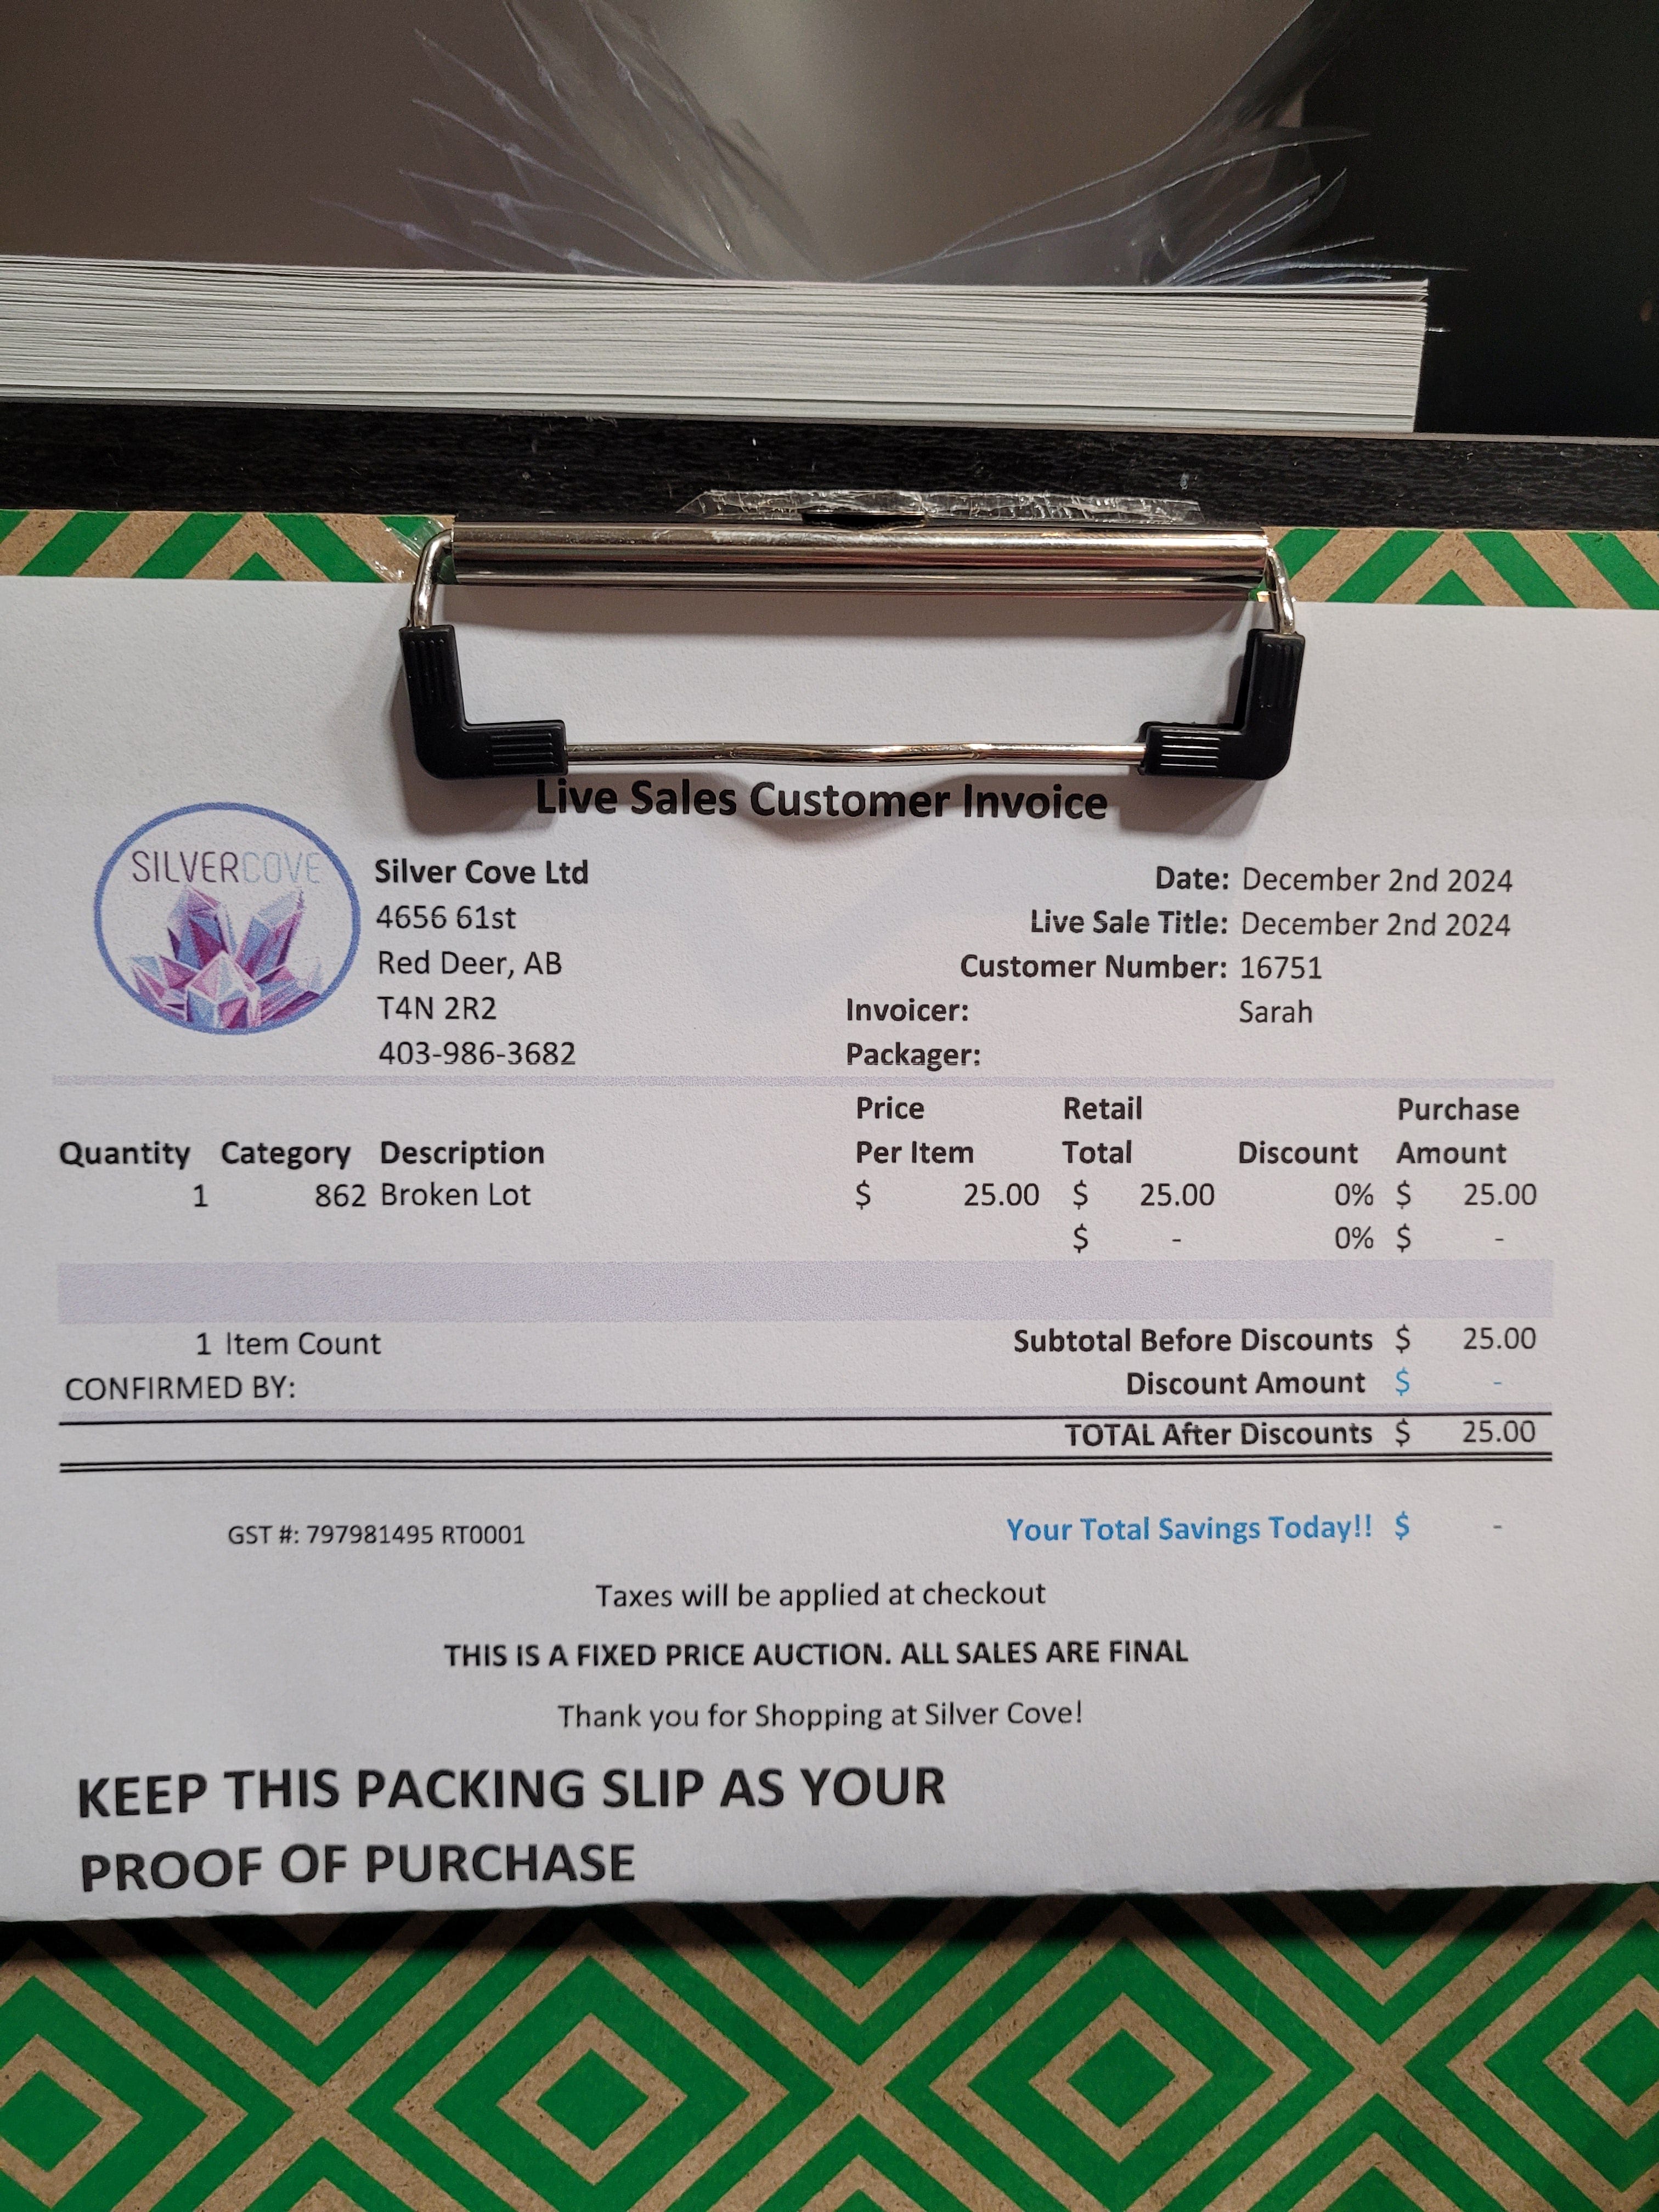 Live Sales Customer Invoice
SILVERCOVE
Silver Cove Ltd
4656 61st
Red Deer, AB
T4N 2R2
403-986-3682
Date: December 2nd 2024
Live Sale Title: December 2nd 2024
Customer Number: 16751
Invoicer: Sarah
Packager:
Price Retail Purchase
Quantity Category Description Per Item Total Discount Amount
1 862 Broken Lot $ 25.00 $ 25.00 0% $ 25.00
$ - 0% $ -
1 Item Count Subtotal Before Discounts $ 25.00
CONFIRMED BY: Discount Amount $ -
TOTAL After Discounts $ 25.00
GST #: 797981495 RT0001 Your Total Savings Today!! $ -
Taxes will be applied at checkout
THIS IS A FIXED PRICE AUCTION. ALL SALES ARE FINAL
Thank you for Shopping at Silver Cove!
KEEP THIS PACKING SLIP AS YOUR
PROOF OF PURCHASE